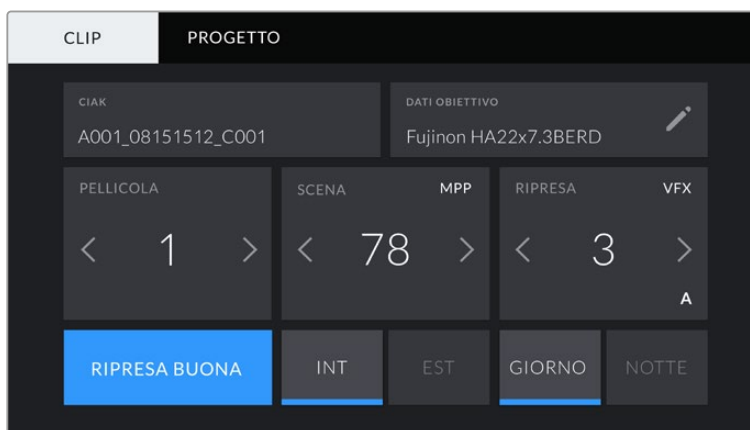 CLIP PROGETTO
CIAK DATI OBIETTIVO
A001_08151512_C001 Fujinon HA22x7.3BERD
PELLICOLA SCENA MPP RIPRESA VFX
1 78 3
A
RIPRESA BUONA INT EST GIORNO NOTTE